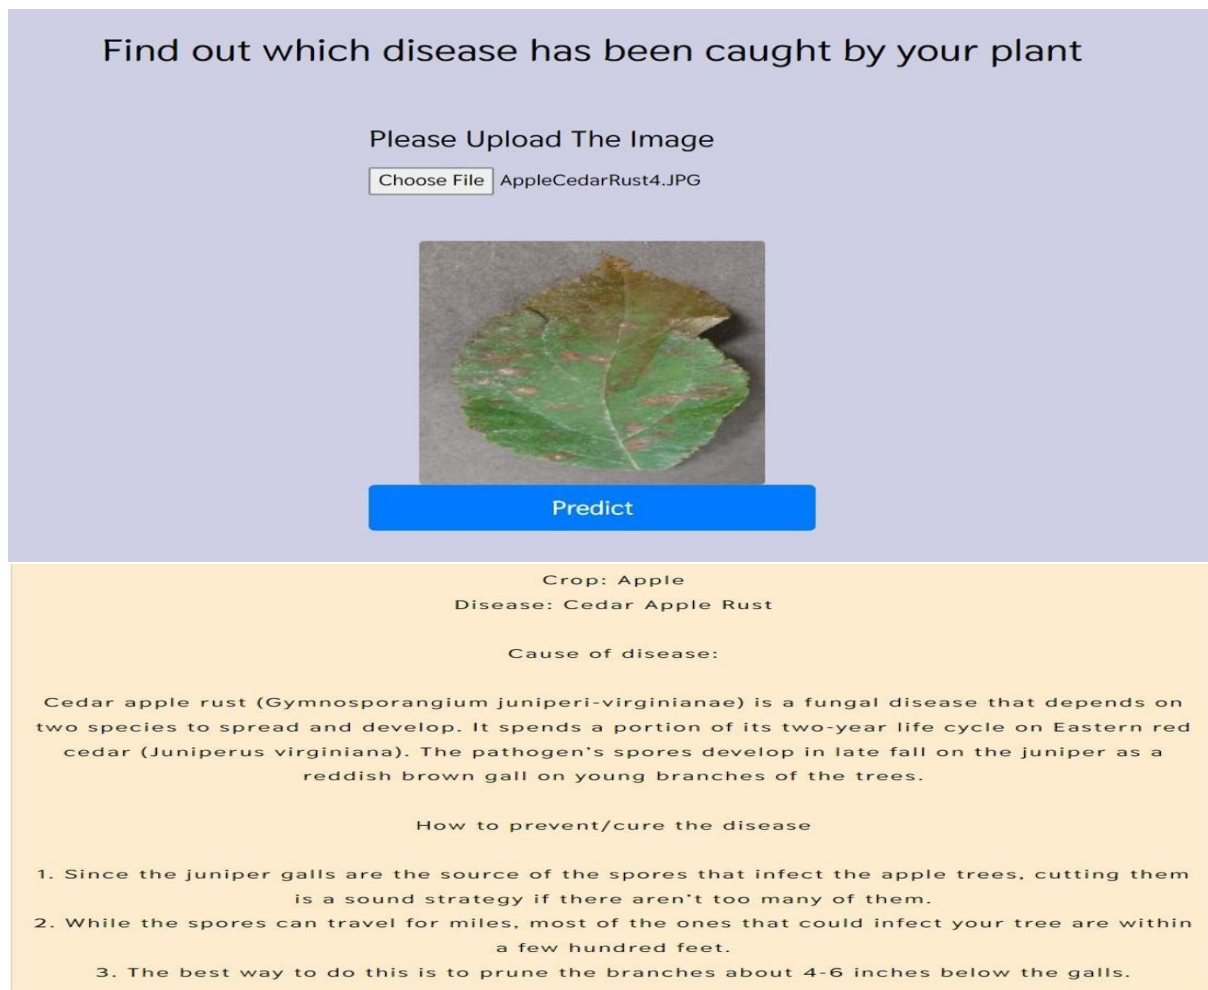 Find out which disease has been caught by your plant
Please Upload The Image
Choose File AppleCedarRust4.JPG
Predict
Crop: Apple
Disease: Cedar Apple Rust
Cause of disease:
Cedar apple rust (Gymnosporangium juniperi-virginianae) is a fungal disease that depends on
two species to spread and develop. It spends a portion of its two-year life cycle on Eastern red
cedar (Juniperus virginiana). The pathogen's spores develop in late fall on the juniper as a
reddish brown gall on young branches of the trees.
How to prevent/cure the disease
1. Since the juniper galls are the source of the spores that infect the apple trees, cutting them
is a sound strategy if there aren't too many of them.
2. While the spores can travel for miles, most of the ones that could infect your tree are within
a few hundred feet.
3. The best way to do this is to prune the branches about 4-6 inches below the galls.